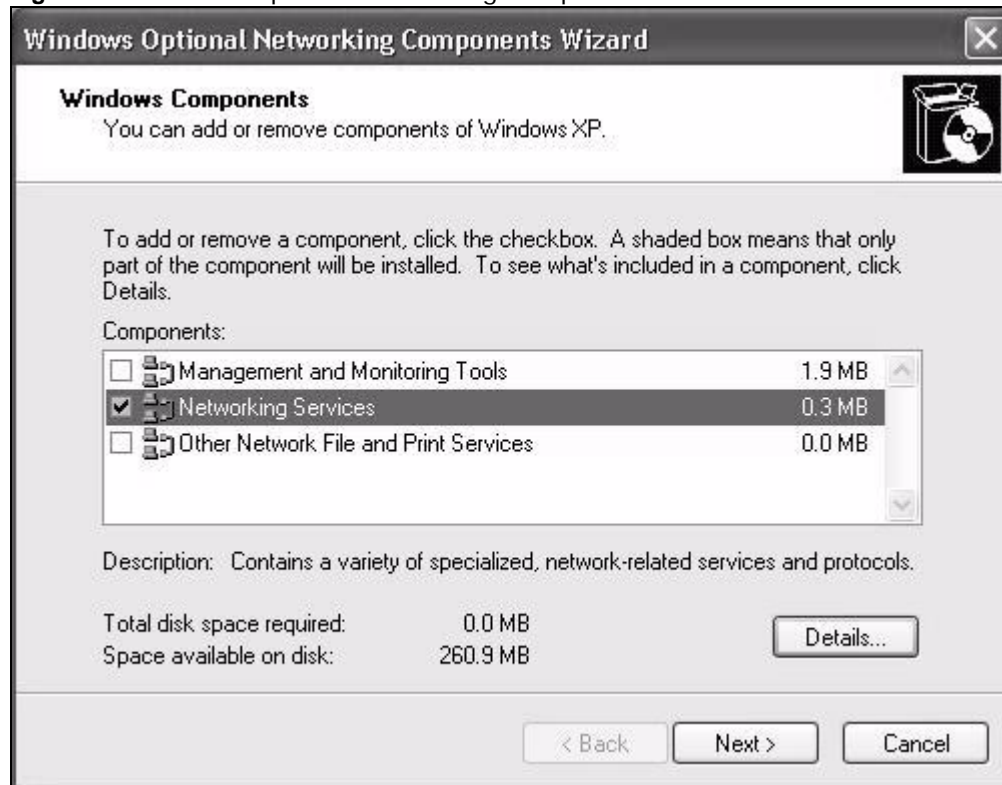 Windows Optional Networking Components Wizard
Windows Components
You can add or remove components of Windows XP.
To add or remove a component, click the checkbox. A shaded box means that only
part of the component will be installed. To see what's included in a component, click
Details.
Components:
Management and Monitoring Tools 1.9 MB
Networking Services 0.3 MB
Other Network File and Print Services 0.0 MB
Description: Contains a variety of specialized, network-related services and protocols.
Total disk space required: 0.0 MB
Space available on disk: 260.9 MB
Details...
< Back Next > Cancel